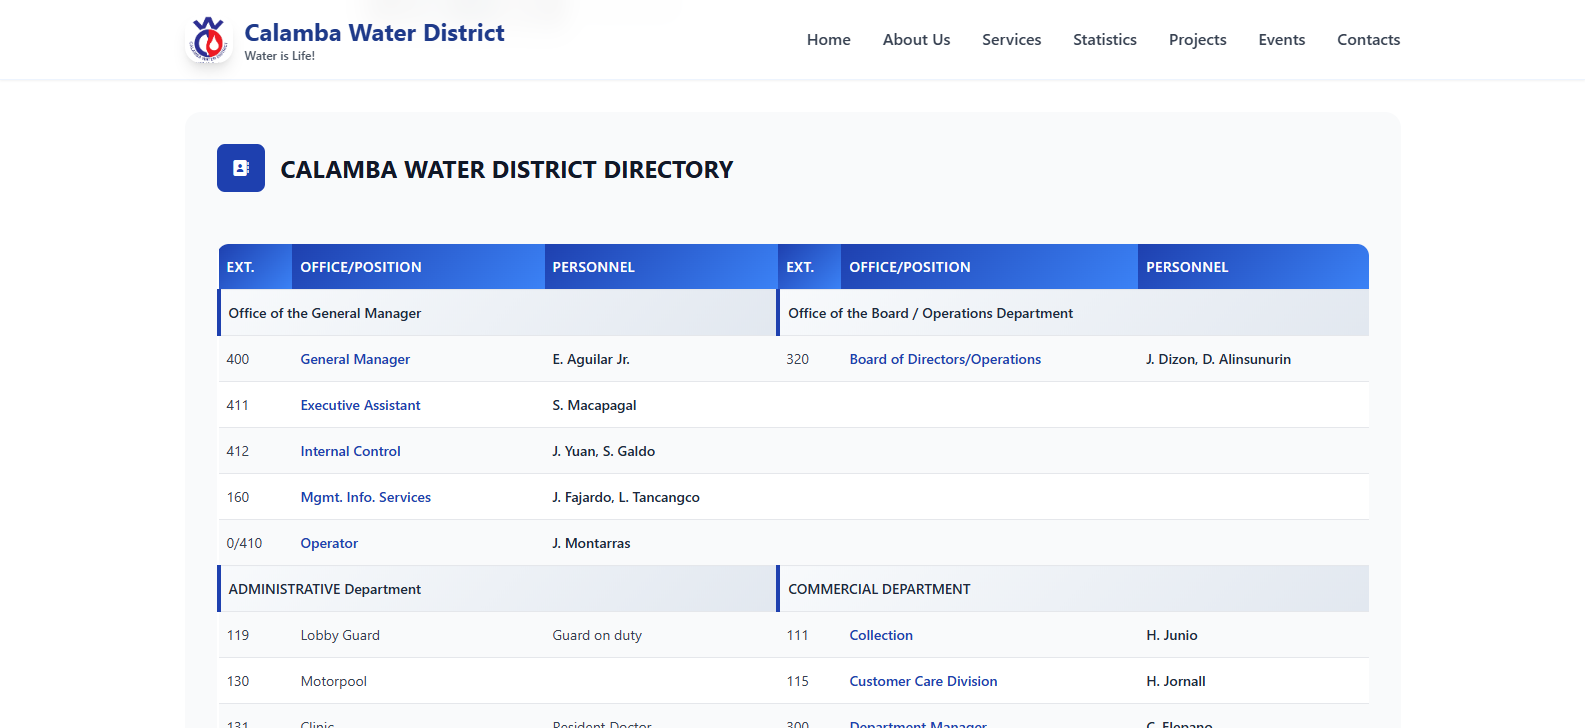 Calamba Water District
Water is Life!
Home About Us Services Statistics Projects Events Contacts
CALAMBA WATER DISTRICT DIRECTORY
EXT. OFFICE/POSITION PERSONNEL EXT. OFFICE/POSITION PERSONNEL
Office of the General Manager Office of the Board / Operations Department
400 General Manager E. Aguilar Jr. 320 Board of Directors/Operations J. Dizon, D. Alinsunurin
411 Executive Assistant S. Macapagal
412 Internal Control J. Yuan, S. Galdo
160 Mgmt. Info. Services J. Fajardo, L. Tancangco
0/410 Operator J. Montarras
ADMINISTRATIVE Department COMMERCIAL DEPARTMENT
119 Lobby Guard Guard on duty 111 Collection H. Junio
130 Motorpool 115 Customer Care Division H. Jornall
131 Clinic Resident Doctor 300 Department Manager C. Elepano